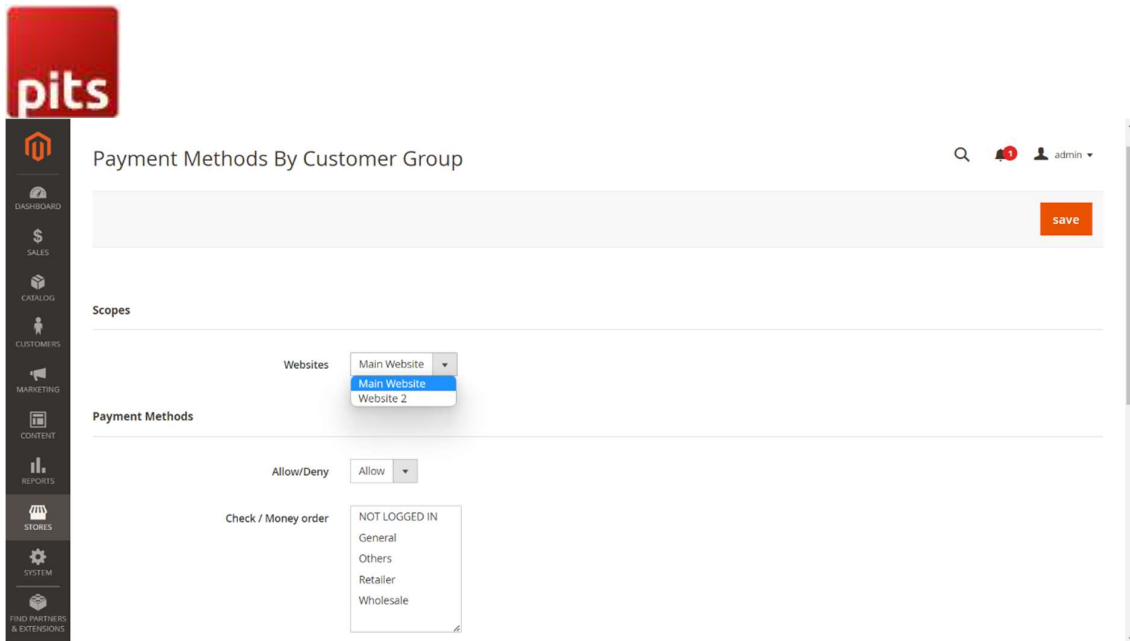 pits
Payment Methods By Customer Group
1
admin
DASHBOARD
save
SALES
CATALOG
Scopes
CUSTOMERS
Websites
Main Website
Main Website
Website 2
MARKETING
Payment Methods
CONTENT
Allow/Deny
Allow
REPORTS
Check / Money order
NOT LOGGED IN
General
Others
Retailer
Wholesale
STORES
SYSTEM
FIND PARTNERS
& EXTENSIONS